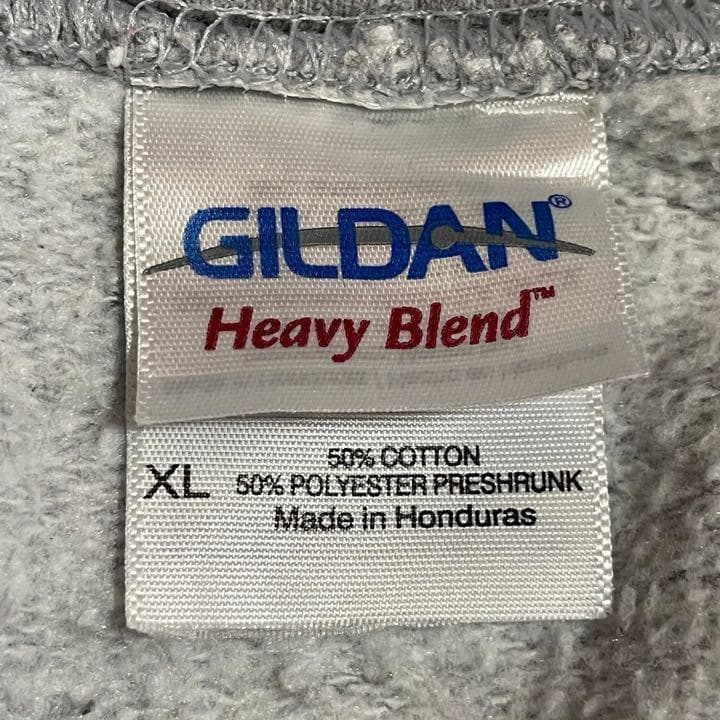 GILDAN®
Heavy Blend™
XL
50% COTTON
50% POLYESTER PRESHRUNK
Made in Honduras